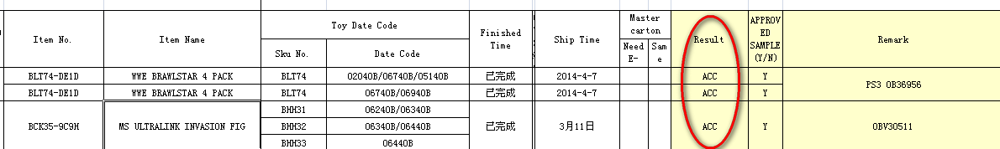 Item No. Item Name Toy Date Code Finished Time Ship Time Master carton Result APPROVED SAMPLE (Y/N) Remark
Sku No. Date Code Need E- Same
BLT74-DE1D WWE BRAWLSTAR 4 PACK BLT74 02040B/06740B/05140B 已完成 2014-4-7 ACC Y PS3 OB36956
BLT74-DE1D WWE BRAWLSTAR 4 PACK BLT74 06740B/06940B 已完成 2014-4-7 ACC Y
BCK35-9C9H MS ULTRALINK INVASION FIG BHH31 06240B/06340B 已完成 3月11日 ACC Y OBV30511
BHH32 06340B/06440B
BHH33 06440B